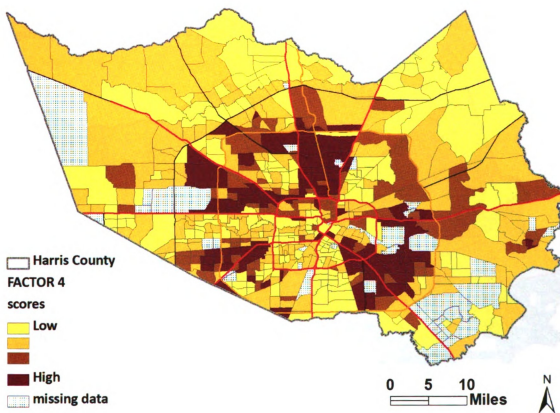 Harris County
FACTOR 4
scores
Low
High
missing data
0 5 10
Miles
N